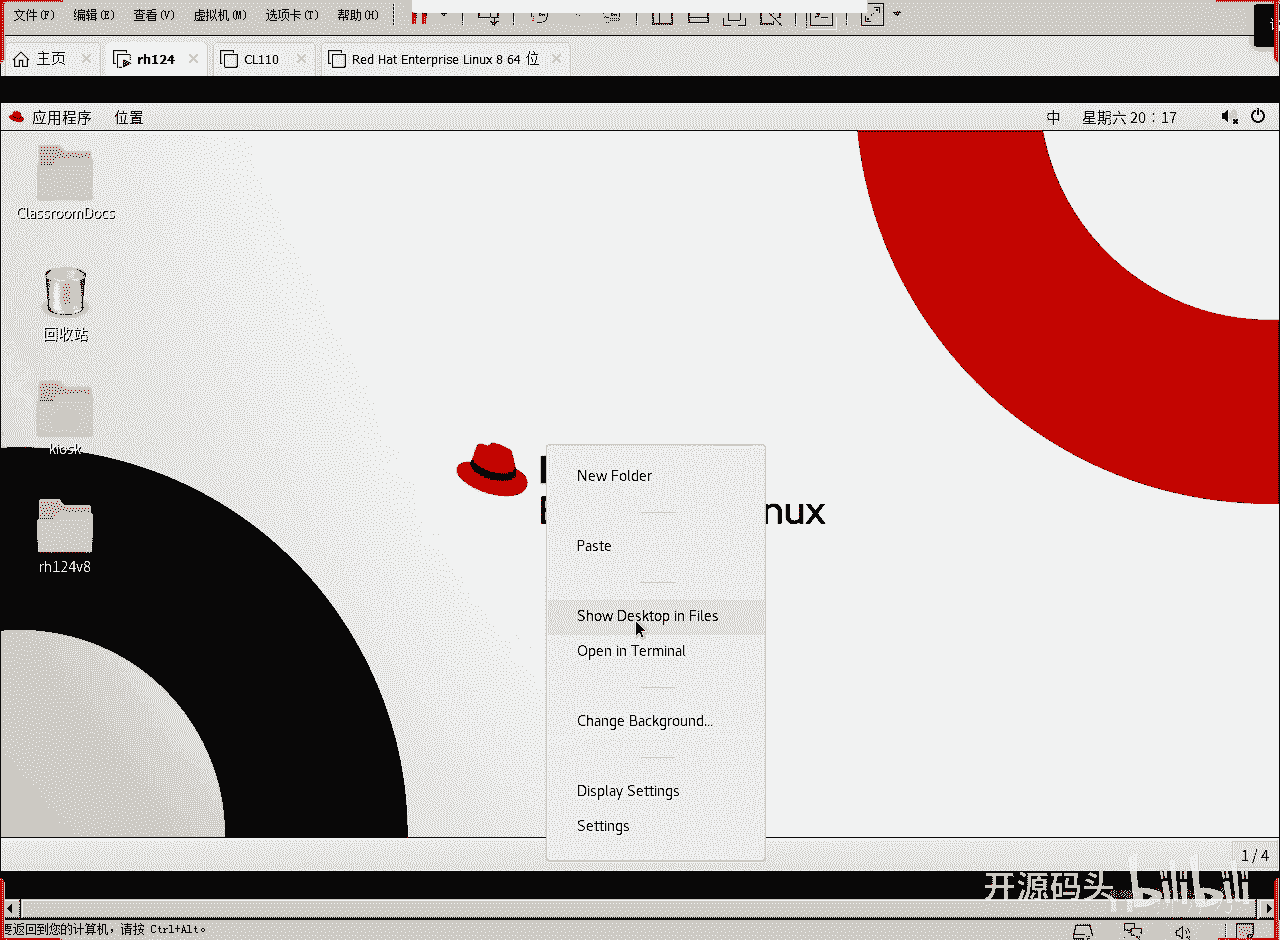 文件(F) 编辑(E) 查看(V) 虚拟机(M) 选项卡(T) 帮助(H)
主页 rh124 CL110 Red Hat Enterprise Linux 8 64 位
应用程序 位置 中 星期六 20：17
ClassroomDocs
回收站
kiosk
rh124v8
nux
New Folder
Paste
Show Desktop in Files
Open in Terminal
Change Background...
Display Settings
Settings
1 / 4
开源码头 bilibili
要返回到您的计算机，请按 Ctrl+Alt。